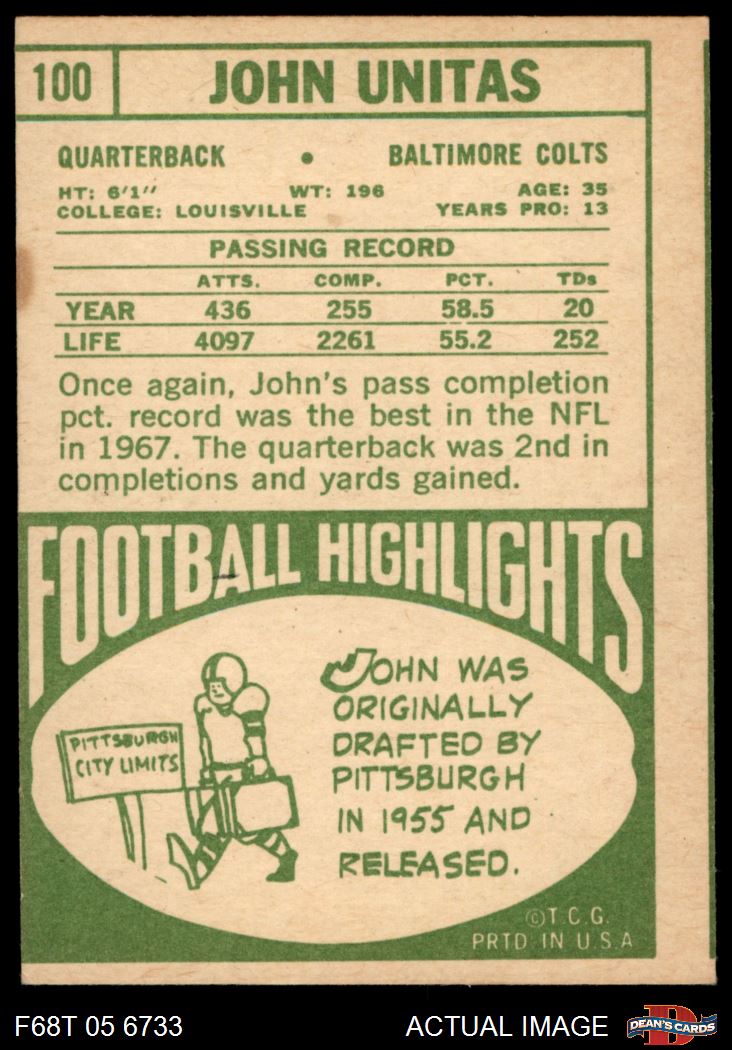 100 JOHN UNITAS
QUARTERBACK • BALTIMORE COLTS
HT: 6'1" WT: 196 AGE: 35
COLLEGE: LOUISVILLE YEARS PRO: 13
PASSING RECORD
ATTS. COMP. PCT. TDs
YEAR 436 255 58.5 20
LIFE 4097 2261 55.2 252
Once again, John's pass completion
pct. record was the best in the NFL
in 1967. The quarterback was 2nd in
completions and yards gained.
FOOTBALL HIGHLIGHTS
PITTSBURGH
CITY LIMITS
JOHN WAS
ORIGINALLY
DRAFTED BY
PITTSBURGH
IN 1955 AND
RELEASED.
©T.C.G.
PRTD. IN U.S.A
F68T 05 6733 ACTUAL IMAGE D DEAN'S CARDS